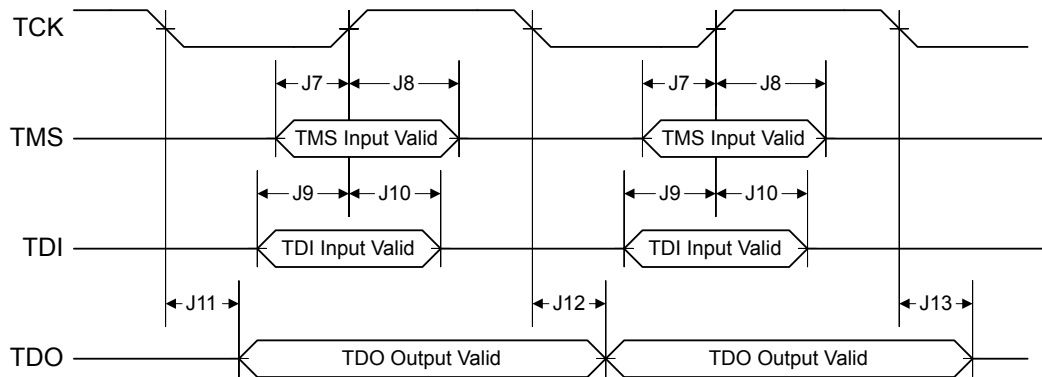 TCK
J7 J8 J7 J8
TMS TMS Input Valid TMS Input Valid
J9 J10 J9 J10
TDI TDI Input Valid TDI Input Valid
J11 J12 J13
TDO TDO Output Valid TDO Output Valid